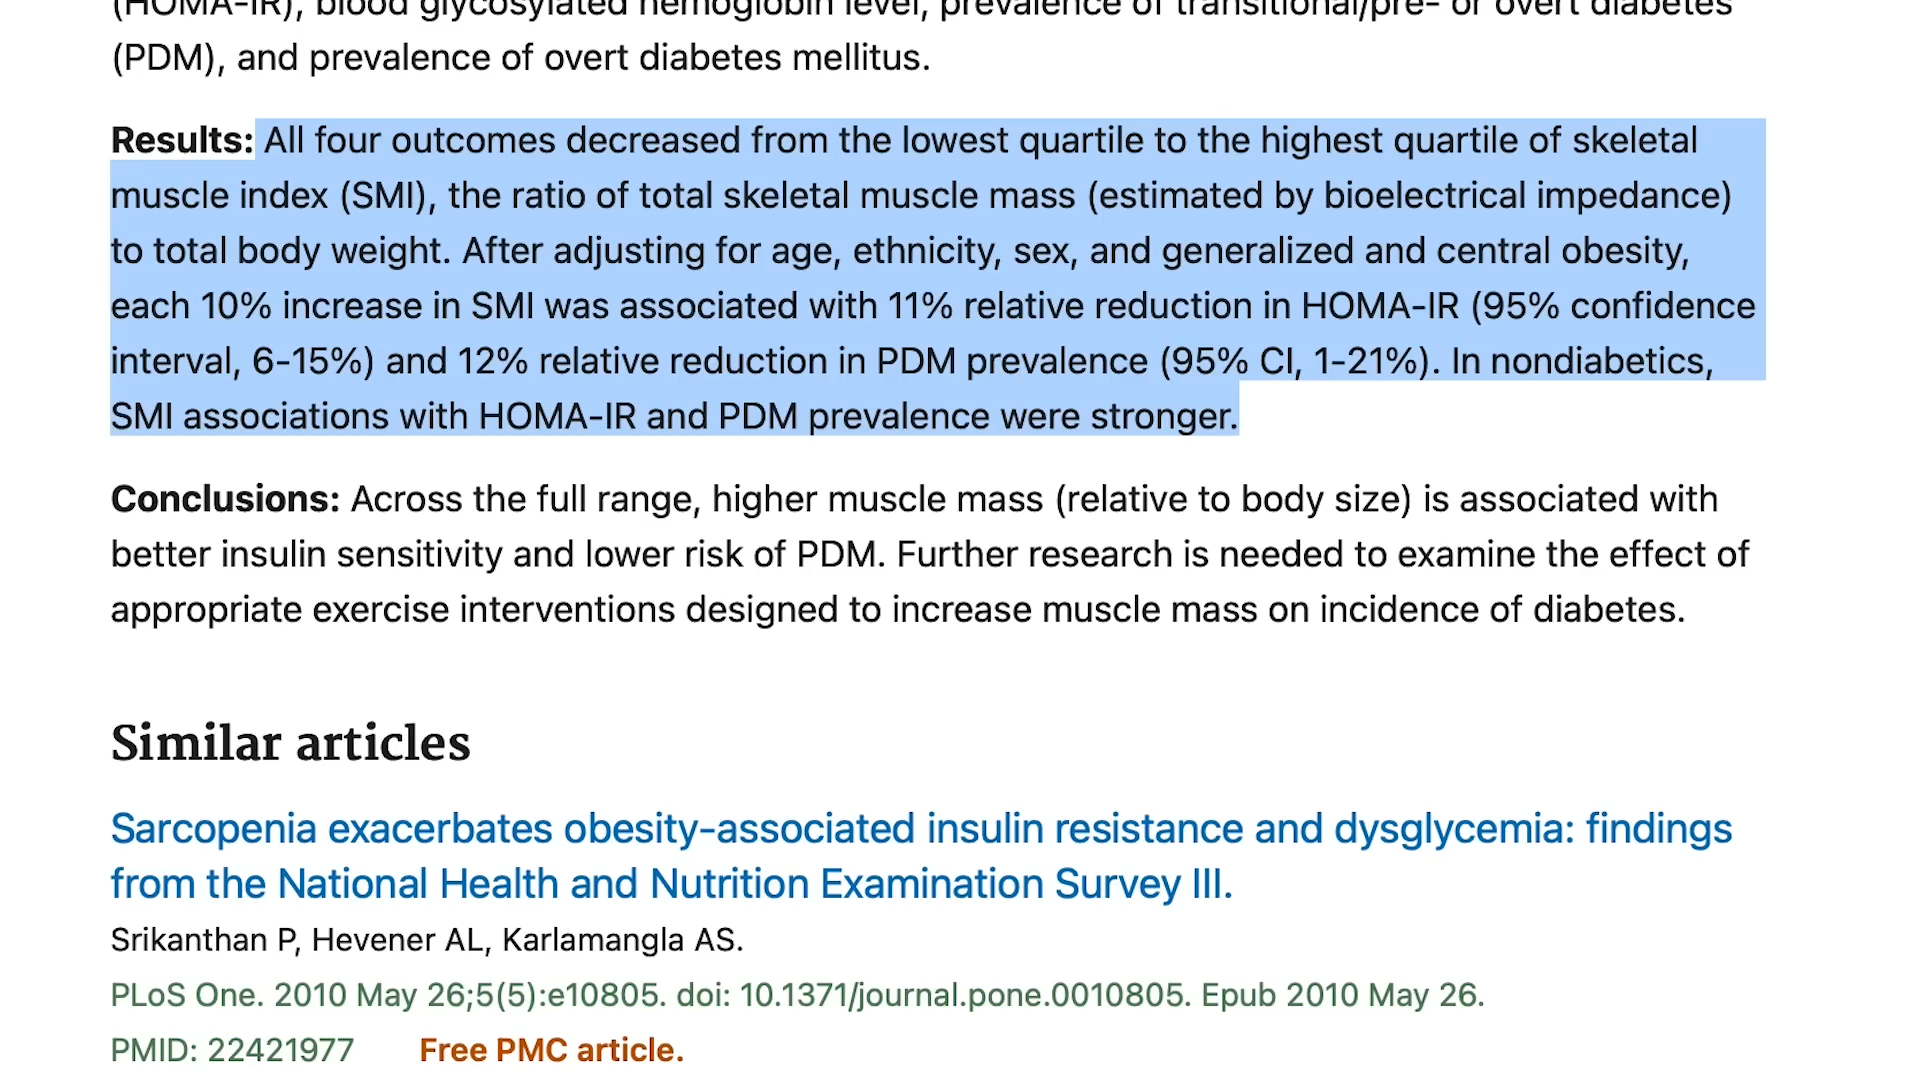 (HOMA-IR), blood glycosylated hemoglobin level, prevalence of transitional/pre- or overt diabetes
(PDM), and prevalence of overt diabetes mellitus.
Results: All four outcomes decreased from the lowest quartile to the highest quartile of skeletal
muscle index (SMI), the ratio of total skeletal muscle mass (estimated by bioelectrical impedance)
to total body weight. After adjusting for age, ethnicity, sex, and generalized and central obesity,
each 10% increase in SMI was associated with 11% relative reduction in HOMA-IR (95% confidence
interval, 6-15%) and 12% relative reduction in PDM prevalence (95% CI, 1-21%). In nondiabetics,
SMI associations with HOMA-IR and PDM prevalence were stronger.
Conclusions: Across the full range, higher muscle mass (relative to body size) is associated with
better insulin sensitivity and lower risk of PDM. Further research is needed to examine the effect of
appropriate exercise interventions designed to increase muscle mass on incidence of diabetes.
Similar articles
Sarcopenia exacerbates obesity-associated insulin resistance and dysglycemia: findings
from the National Health and Nutrition Examination Survey III.
Srikanthan P, Hevener AL, Karlamangla AS.
PLoS One. 2010 May 26;5(5):e10805. doi: 10.1371/journal.pone.0010805. Epub 2010 May 26.
PMID: 22421977 Free PMC article.